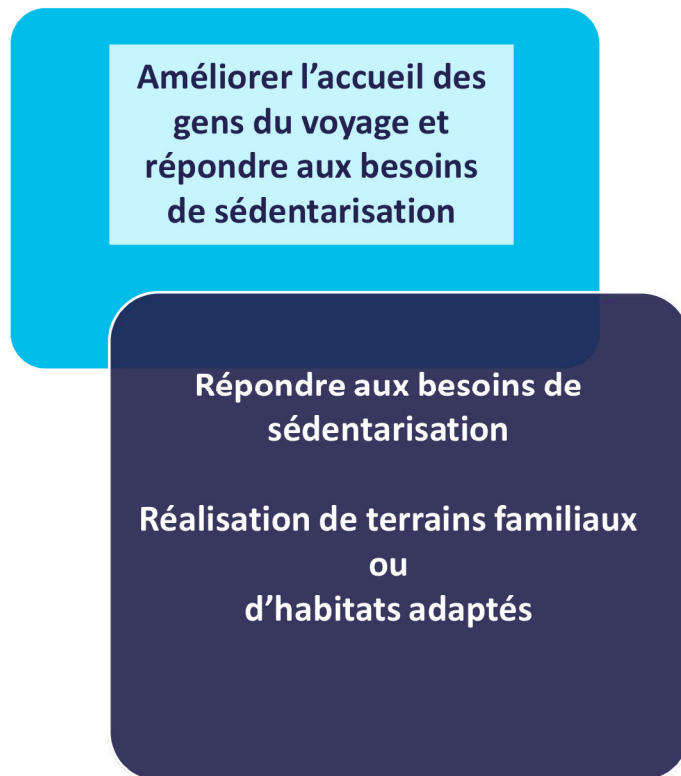 Améliorer l’accueil des
gens du voyage et
répondre aux besoins
de sédentarisation
Répondre aux besoins de
sédentarisation
Réalisation de terrains familiaux
ou
d’habitats adaptés